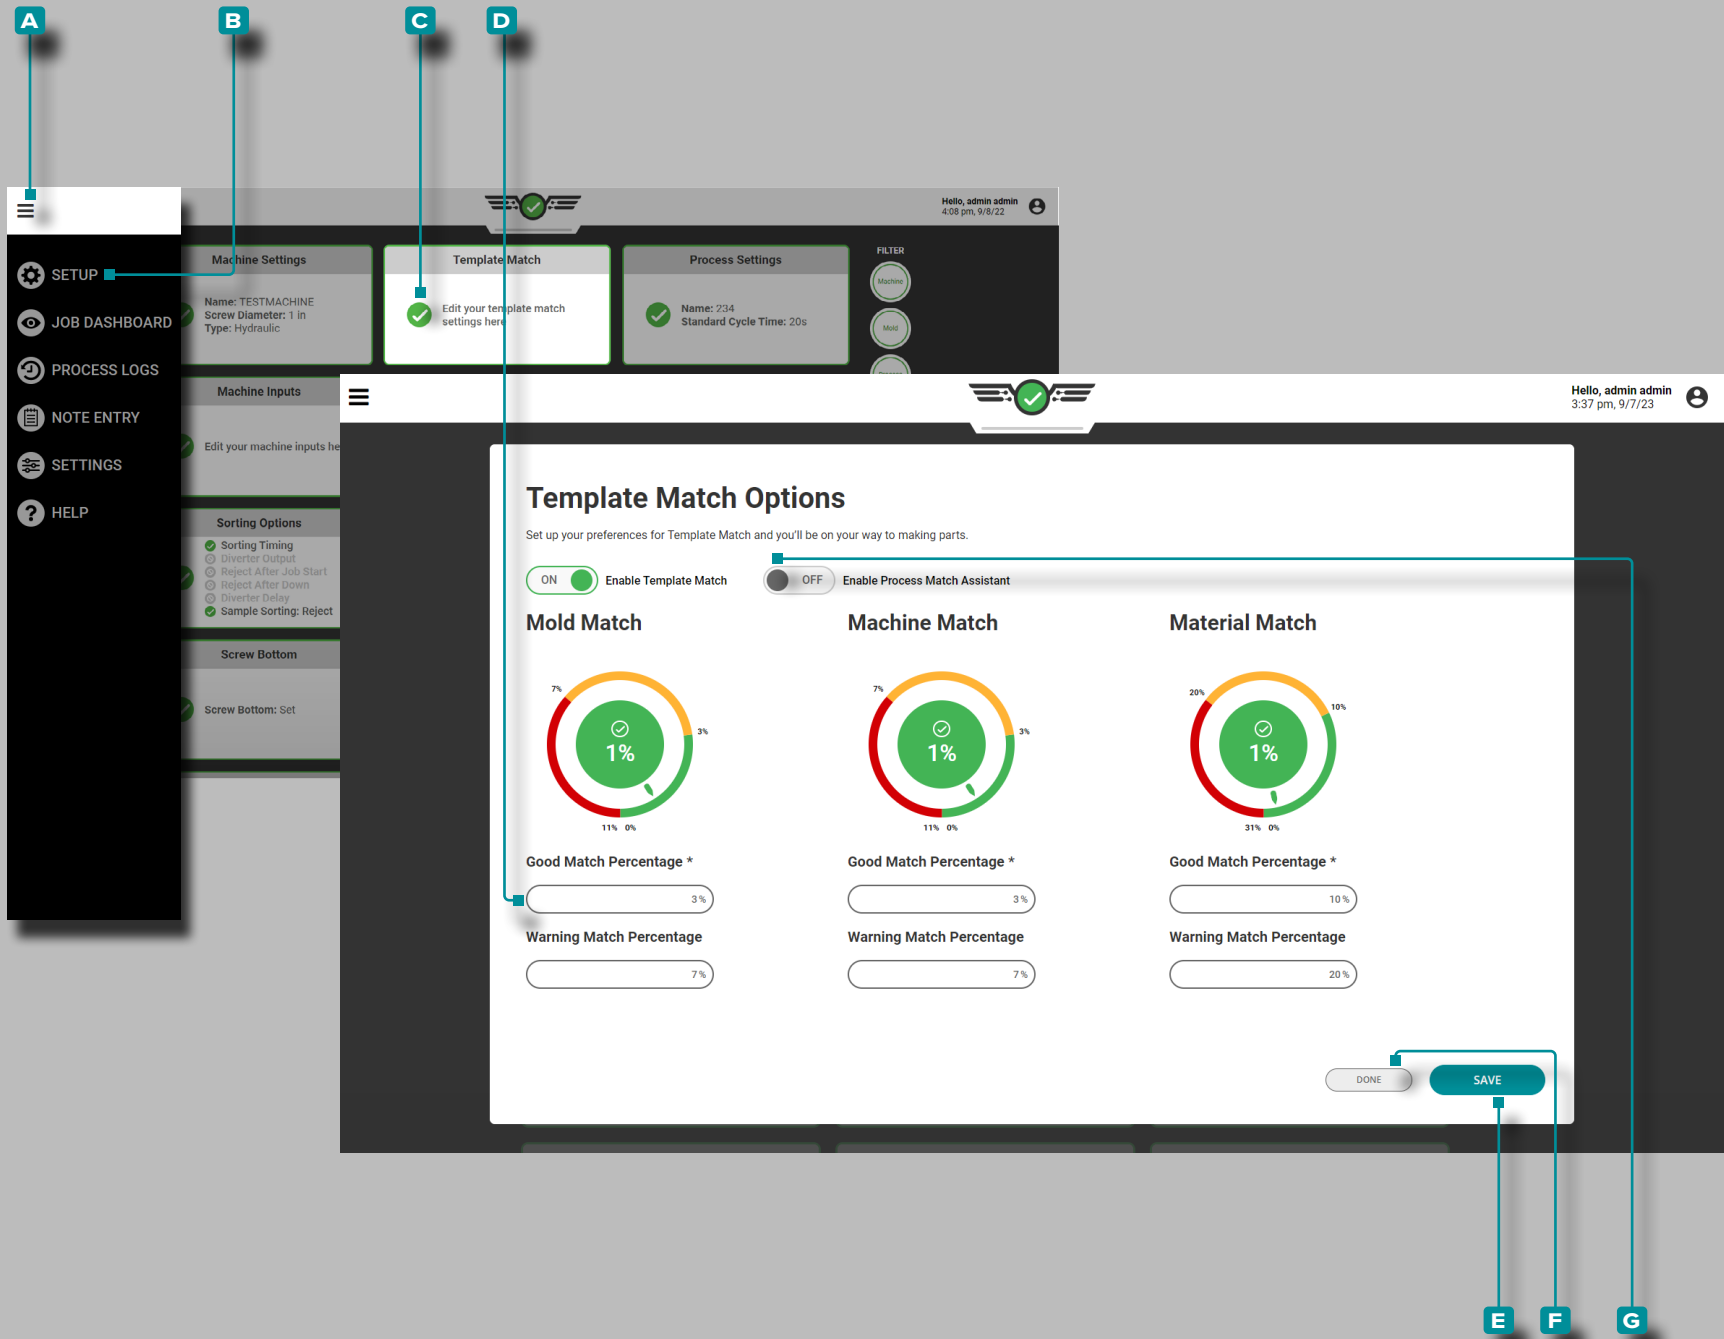 A
B
C
D
Hello, admin admin
4:08 pm, 9/8/22
SETUP
JOB DASHBOARD
PROCESS LOGS
NOTE ENTRY
SETTINGS
HELP
Machine Settings
Name: TESTMACHINE
Screw Diameter: 1 in
Type: Hydraulic
Template Match
Edit your template match
settings here
Process Settings
Name: 234
Standard Cycle Time: 20s
FILTER
Machine
Mold
Machine Inputs
Edit your machine inputs he
Sorting Options
Sorting Timing
Diverter Output
Reject After Job Start
Reject After Down
Diverter Delay
Sample Sorting: Reject
Screw Bottom
Screw Bottom: Set
Hello, admin admin
3:37 pm, 9/7/23
Template Match Options
Set up your preferences for Template Match and you'll be on your way to making parts.
ON Enable Template Match
OFF Enable Process Match Assistant
Mold Match
7%
3%
1%
11% 0%
Good Match Percentage *
3%
Warning Match Percentage
7%
Machine Match
7%
3%
1%
11% 0%
Good Match Percentage *
3%
Warning Match Percentage
7%
Material Match
20%
10%
1%
31% 0%
Good Match Percentage *
10%
Warning Match Percentage
20%
DONE
SAVE
E
F
G